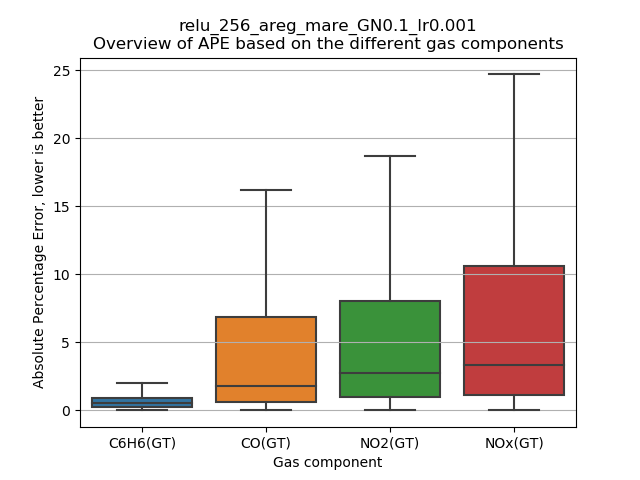 relu_256_areg_mare_GN0.1_lr0.001
Overview of APE based on the different gas components
Absolute Percentage Error, lower is better
25
20
15
10
5
0
C6H6(GT)
CO(GT)
NO2(GT)
NOx(GT)
Gas component